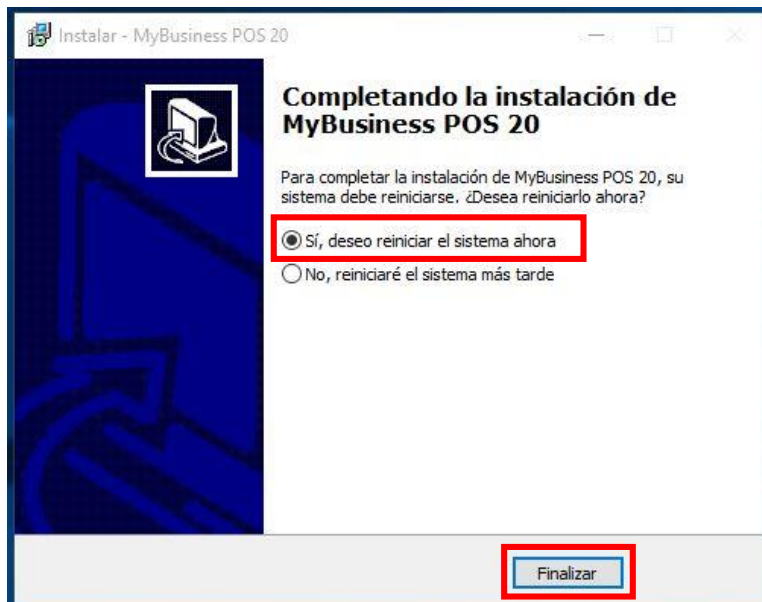 Instalar - MyBusiness POS 20
Completando la instalación de
MyBusiness POS 20
Para completar la instalación de MyBusiness POS 20, su
sistema debe reiniciarse. ¿Desea reiniciarlo ahora?
Sí, deseo reiniciar el sistema ahora
No, reiniciaré el sistema más tarde
Finalizar